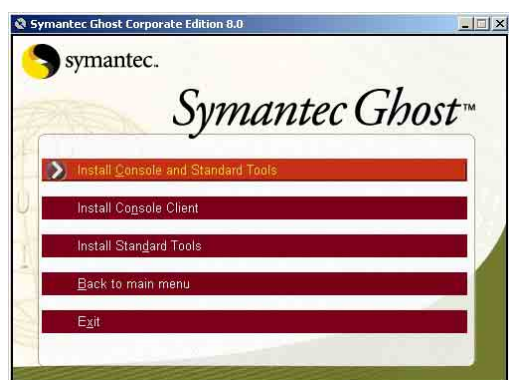 Symantec Ghost Corporate Edition 8.0
symantec.
Symantec Ghost™
Install Console and Standard Tools
Install Console Client
Install Standard Tools
Back to main menu
Exit